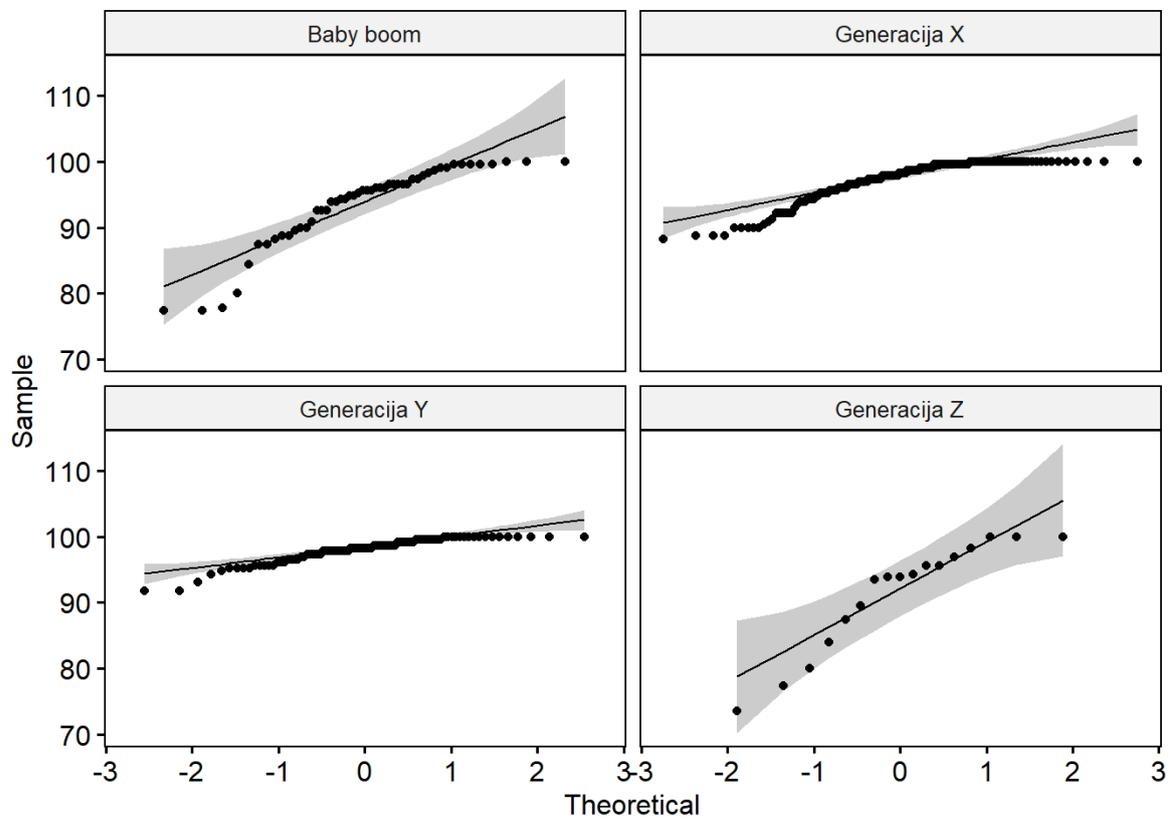 Baby boom
Generacija X
110
100
90
80
70
Sample
Generacija Y
Generacija Z
110
100
90
80
70
-3 -2 -1 0 1 2 3
-3 -2 -1 0 1 2 3
Theoretical